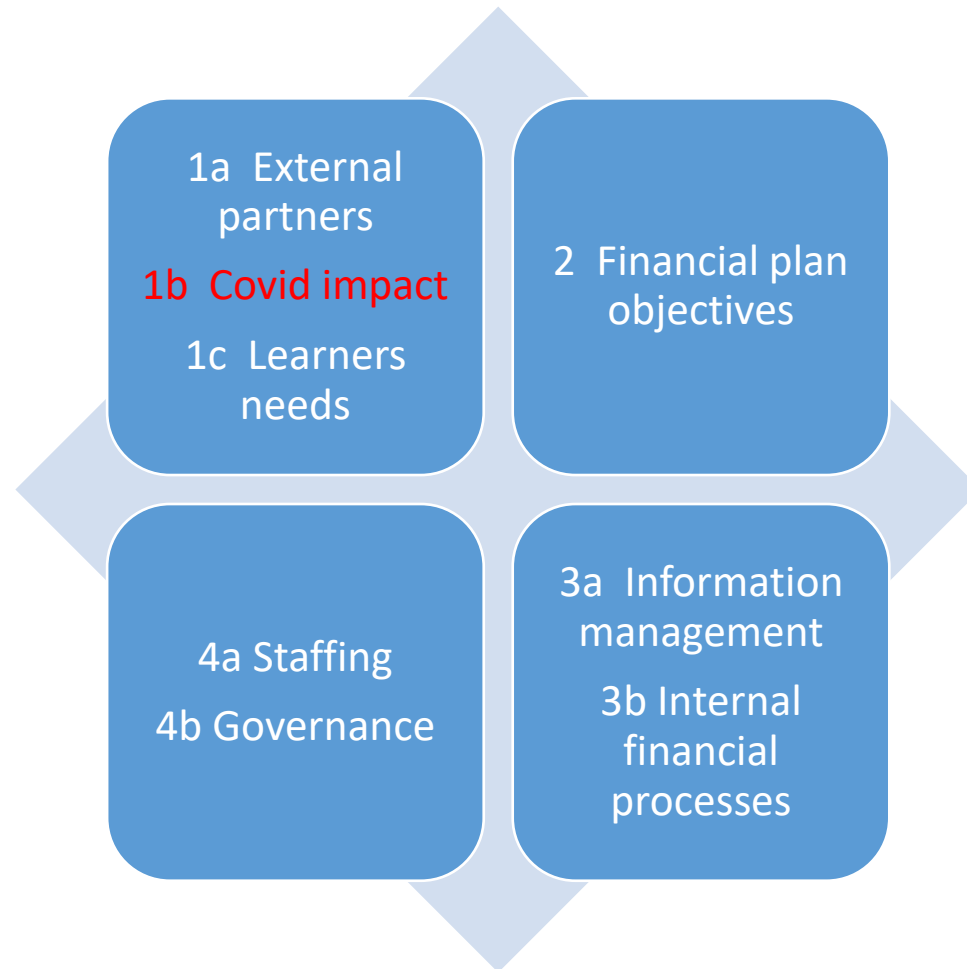 1a External
partners
1b Covid impact
1c Learners
needs
2 Financial plan
objectives
4a Staffing
4b Governance
3a Information
management
3b Internal
financial
processes